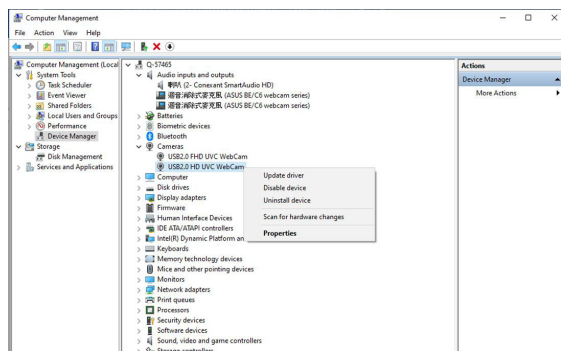 Computer Management
File Action View Help
Computer Management (Local
System Tools
Task Scheduler
Event Viewer
Shared Folders
Local Users and Groups
Performance
Device Manager
Storage
Disk Management
Services and Applications
Q-57465
Audio inputs and outputs
喇叭 (2- Conexant SmartAudio HD)
(ASUS BE/C6 webcam series)
(ASUS BE/C6 webcam series)
Batteries
Biometric devices
Bluetooth
Cameras
USB2.0 FHD UVC WebCam
USB2.0 HD UVC WebCam
Computer
Disk drives
Display adapters
Firmware
Human Interface Devices
IDE ATA/ATAPI controllers
Intel(R) Dynamic Platform an
Keyboards
Memory technology devices
Mice and other pointing devices
Monitors
Network adapters
Print queues
Processors
Security devices
Software devices
Sound, video and game controllers
Storage controllers
Update driver
Disable device
Uninstall device
Scan for hardware changes
Properties
Actions
Device Manager
More Actions